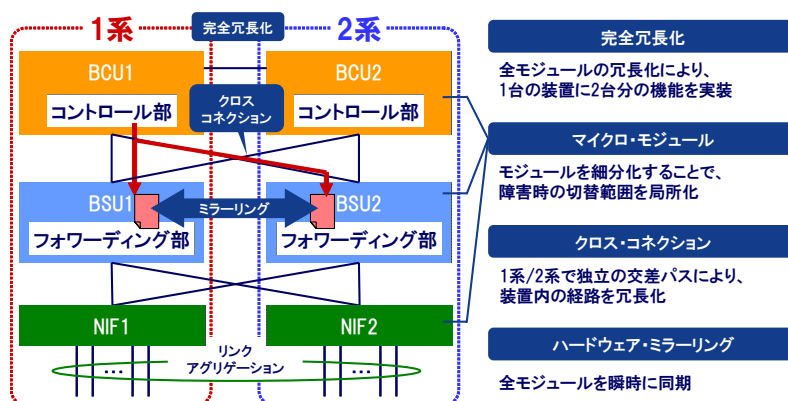 1系
完全冗長化
2系
BCU1
BCU2
コントロール部
クロス
コネクション
コントロール部
BSU1
ミラーリング
BSU2
フォワーディング部
フォワーディング部
NIF1
NIF2
リンク
アグリゲーション
...
...
完全冗長化
全モジュールの冗長化により、
1台の装置に2台分の機能を実装
マイクロ・モジュール
モジュールを細分化することで、
障害時の切替範囲を局所化
クロス・コネクション
1系/2系で独立の交差パスにより、
装置内の経路を冗長化
ハードウェア・ミラーリング
全モジュールを瞬時に同期